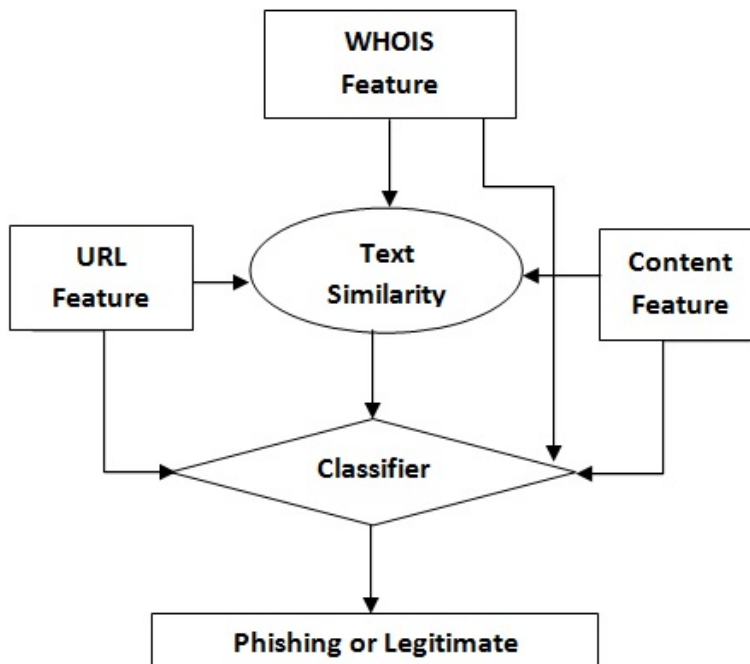 WHOIS
Feature
URL
Feature
Text
Similarity
Content
Feature
Classifier
Phishing or Legitimate